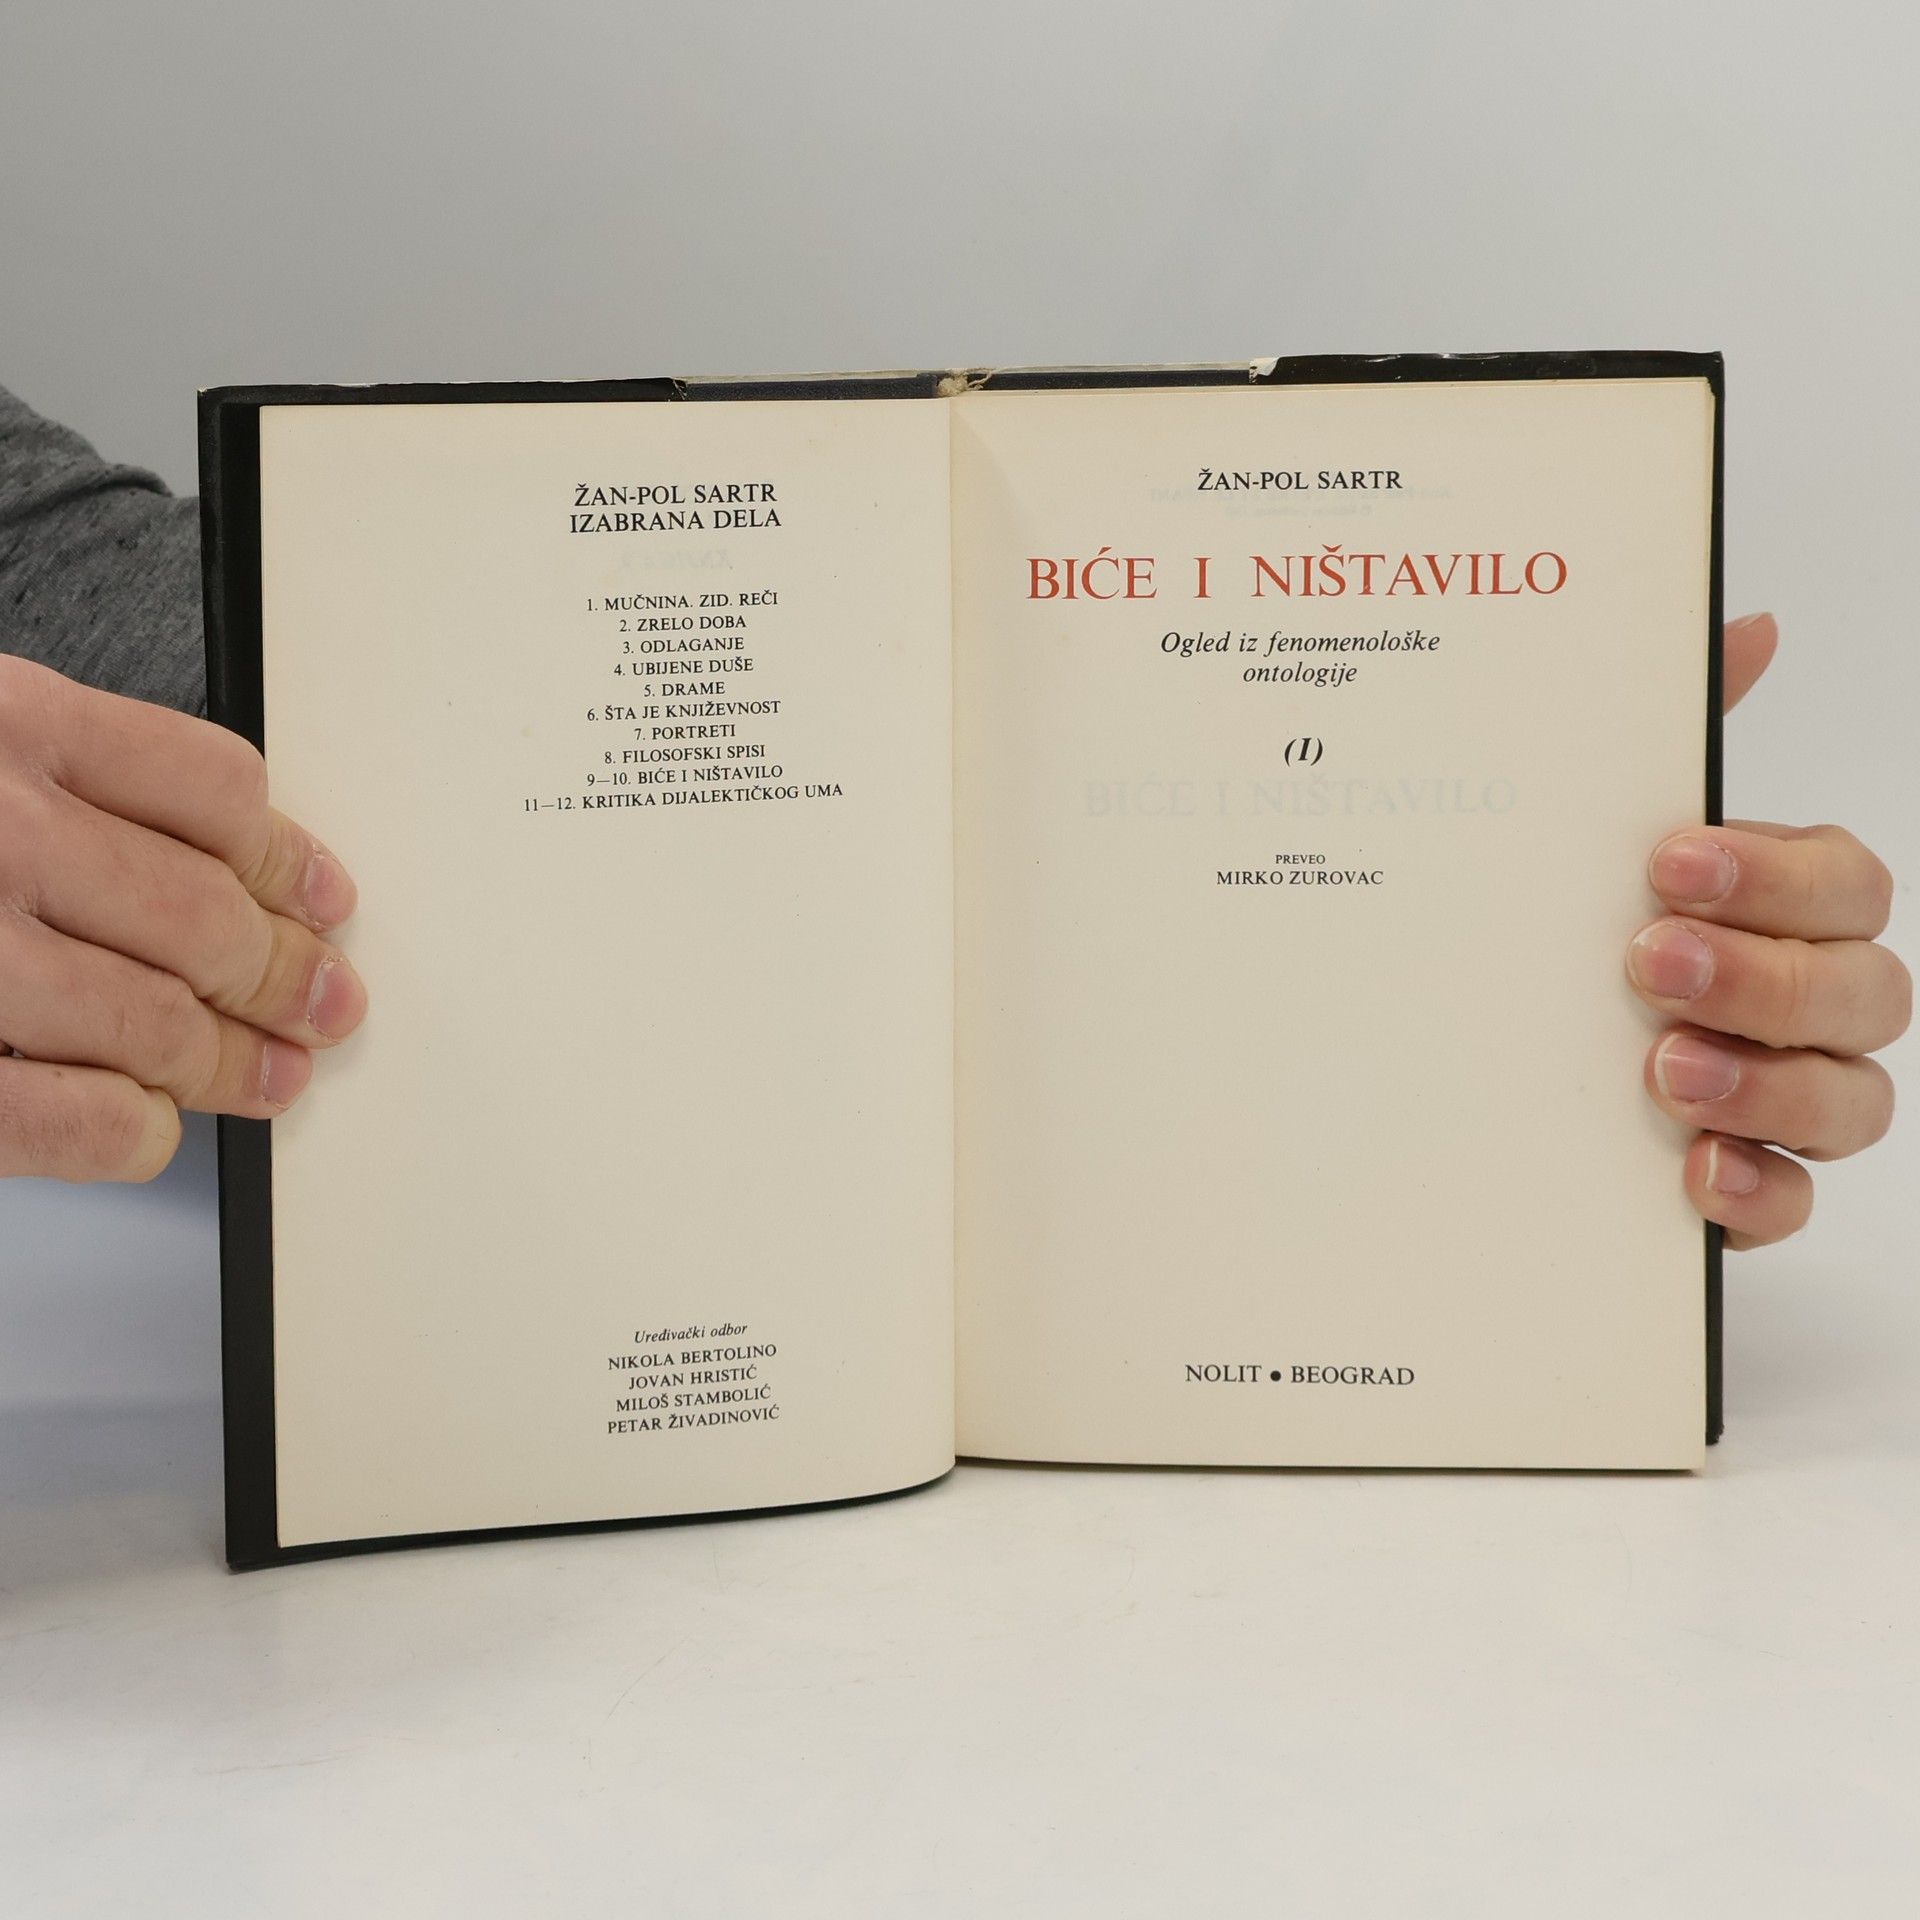 ŽAN-POL SARTR
IZABRANA DELA
1. MUČNINA. ZID. REČI
2. ZRELO DOBA
3. ODLAGANJE
4. UBIJENE DUŠE
5. DRAME
6. ŠTA JE KNJIŽEVNOST
7. PORTRETI
8. FILOSOFSKI SPISI
9—10. BIĆE I NIŠTAVILO
11—12. KRITIKA DIJALEKTIČKOG UMA
Uređivački odbor
NIKOLA BERTOLINO
JOVAN HRISTIĆ
MILOŠ STAMBOLIĆ
PETAR ŽIVADINOVIĆ
ŽAN-POL SARTR
BIĆE I NIŠTAVILO
Ogled iz fenomenološke
ontologije
(I)
BIĆE I NIŠTAVILO
PREVEO
MIRKO ZUROVAC
NOLIT ● BEOGRAD